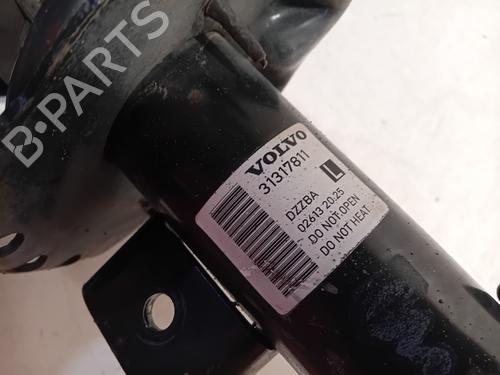 B-PARTS
VOLVO
31317811
L
DZZBA
02613 20:25
DO NOT OPEN
DO NOT HEAT